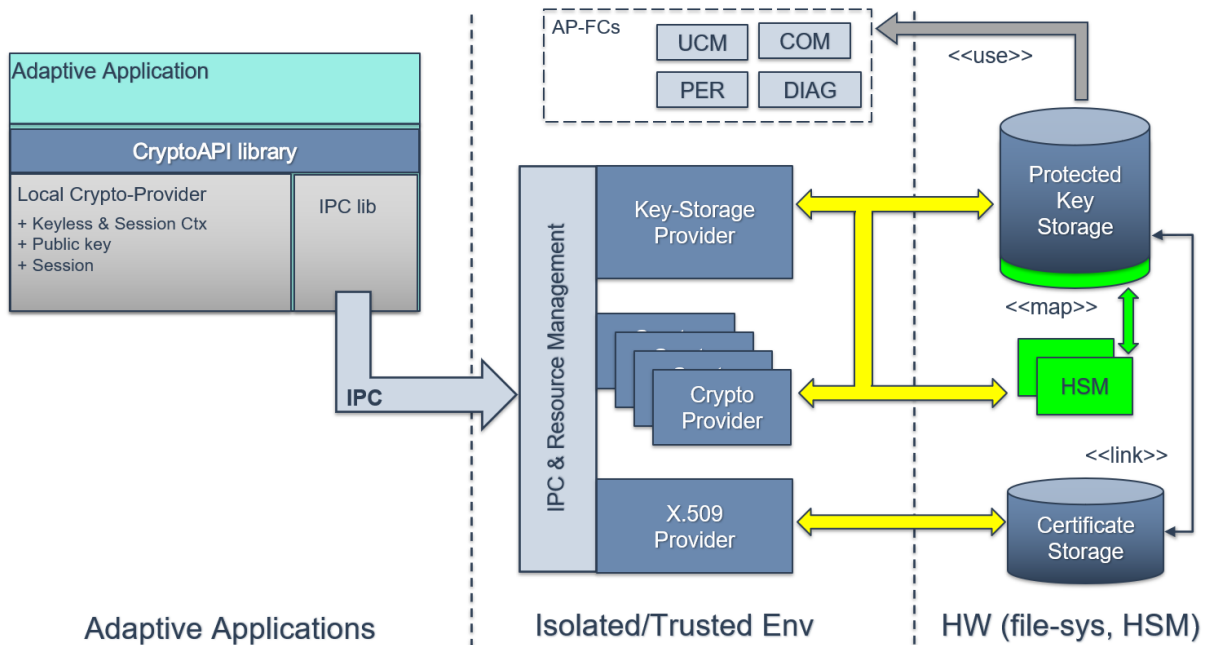 Adaptive Application
CryptoAPI library
Local Crypto-Provider
+ Keyless & Session Ctx
+ Public key
+ Session
IPC lib
IPC
AP-FCs
UCM
COM
PER
DIAG
<<use>>
IPC & Resource Management
Key-Storage
Provider
Crypto
Provider
X.509
Provider
Protected
Key
Storage
<<map>>
HSM
<<link>>
Certificate
Storage
Adaptive Applications
Isolated/Trusted Env
HW (file-sys, HSM)